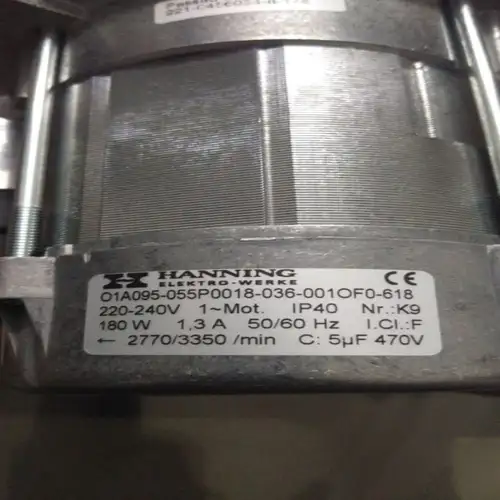 HANNING
ELEKTRO-WERKE
CE
O1A095-055P0018-036-001OF0-618
220-240V 1~Mot. IP40 Nr.:K9
180 W 1,3 A 50/60 Hz I.Cl.:F
← 2770/3350 /min C: 5µF 470V